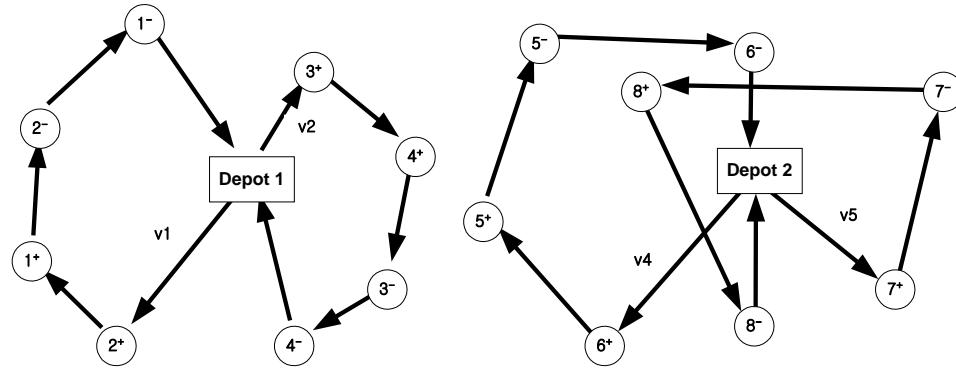 1⁻
3⁺
v2
2⁻
4⁺
Depot 1
v1
1⁺
3⁻
2⁺
4⁻
5⁻
6⁻
8⁺
7⁻
Depot 2
5⁺
v5
v4
7⁺
8⁻
6⁺